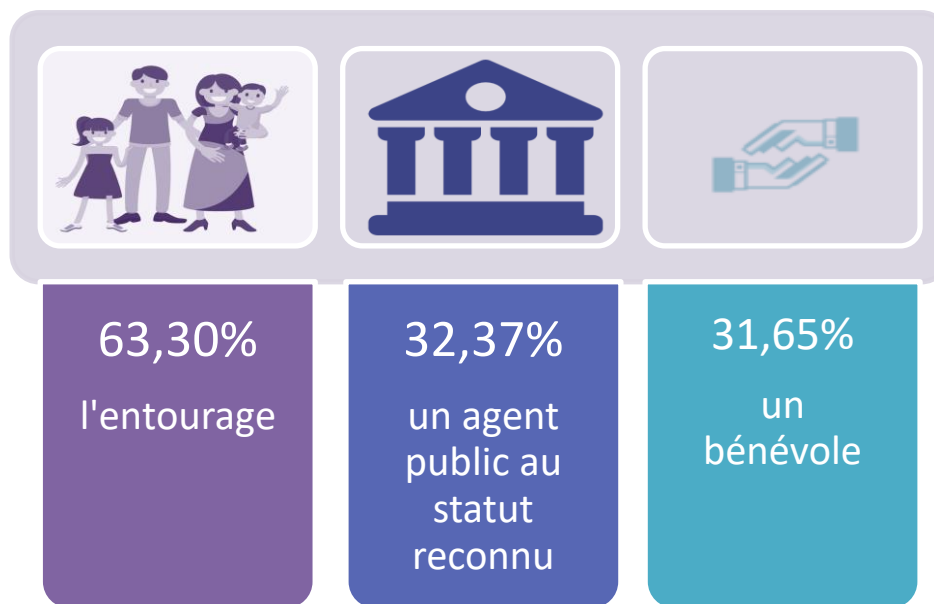 63,30%
l'entourage
32,37%
un agent
public au
statut
reconnu
31,65%
un
bénévole